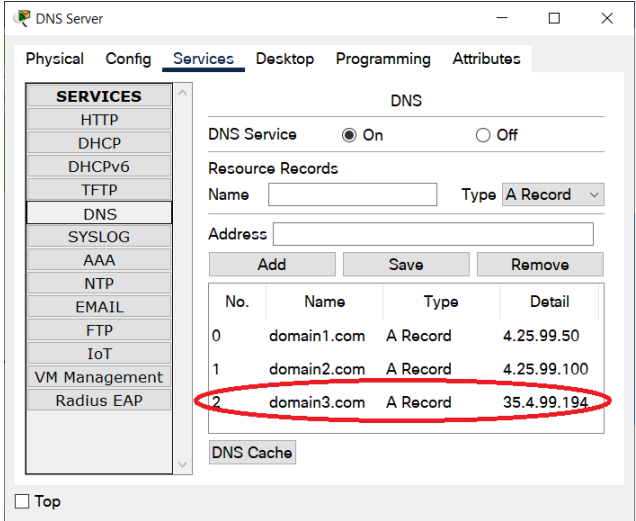 DNS Server
Physical Config Services Desktop Programming Attributes
SERVICES
HTTP
DHCP
DHCPv6
TFTP
DNS
SYSLOG
AAA
NTP
EMAIL
FTP
IoT
VM Management
Radius EAP
DNS
DNS Service On Off
Resource Records
Name Type A Record
Address
Add Save Remove
No. Name Type Detail
0 domain1.com A Record 4.25.99.50
1 domain2.com A Record 4.25.99.100
2 domain3.com A Record 35.4.99.194
DNS Cache
Top